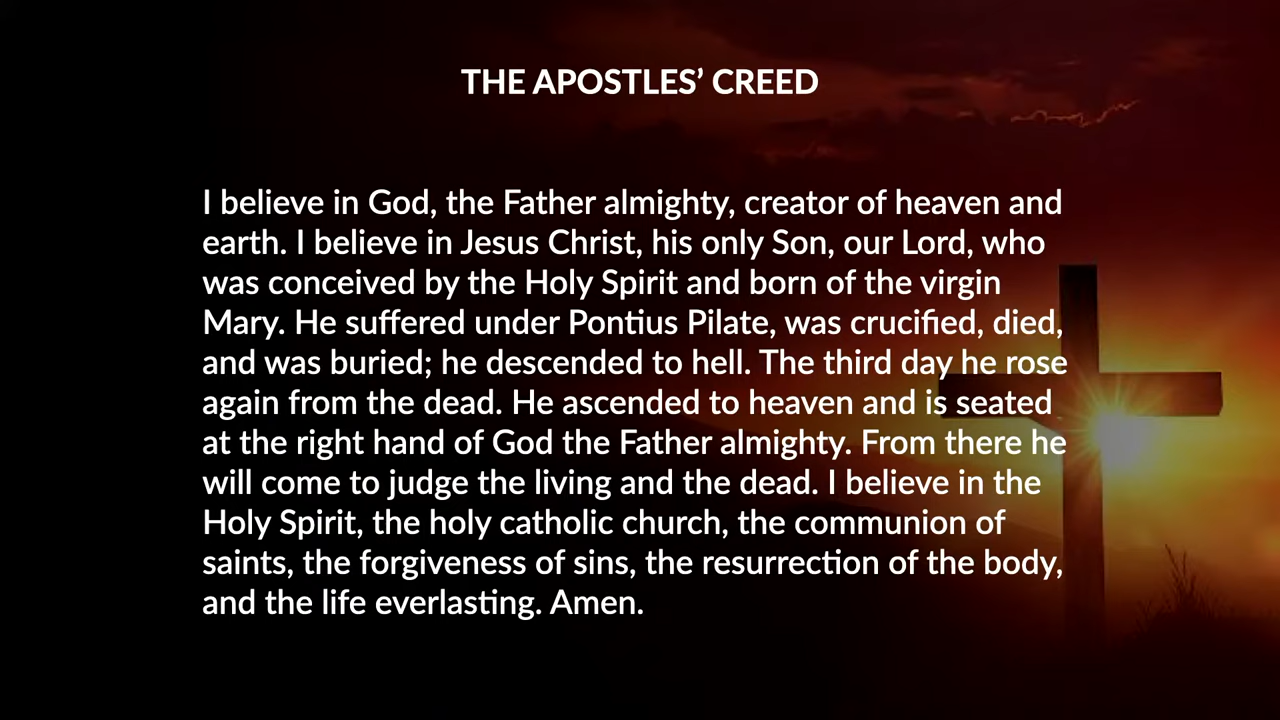 THE APOSTLES’ CREED
I believe in God, the Father almighty, creator of heaven and
earth. I believe in Jesus Christ, his only Son, our Lord, who
was conceived by the Holy Spirit and born of the virgin
Mary. He suffered under Pontius Pilate, was crucified, died,
and was buried; he descended to hell. The third day he rose
again from the dead. He ascended to heaven and is seated
at the right hand of God the Father almighty. From there he
will come to judge the living and the dead. I believe in the
Holy Spirit, the holy catholic church, the communion of
saints, the forgiveness of sins, the resurrection of the body,
and the life everlasting. Amen.